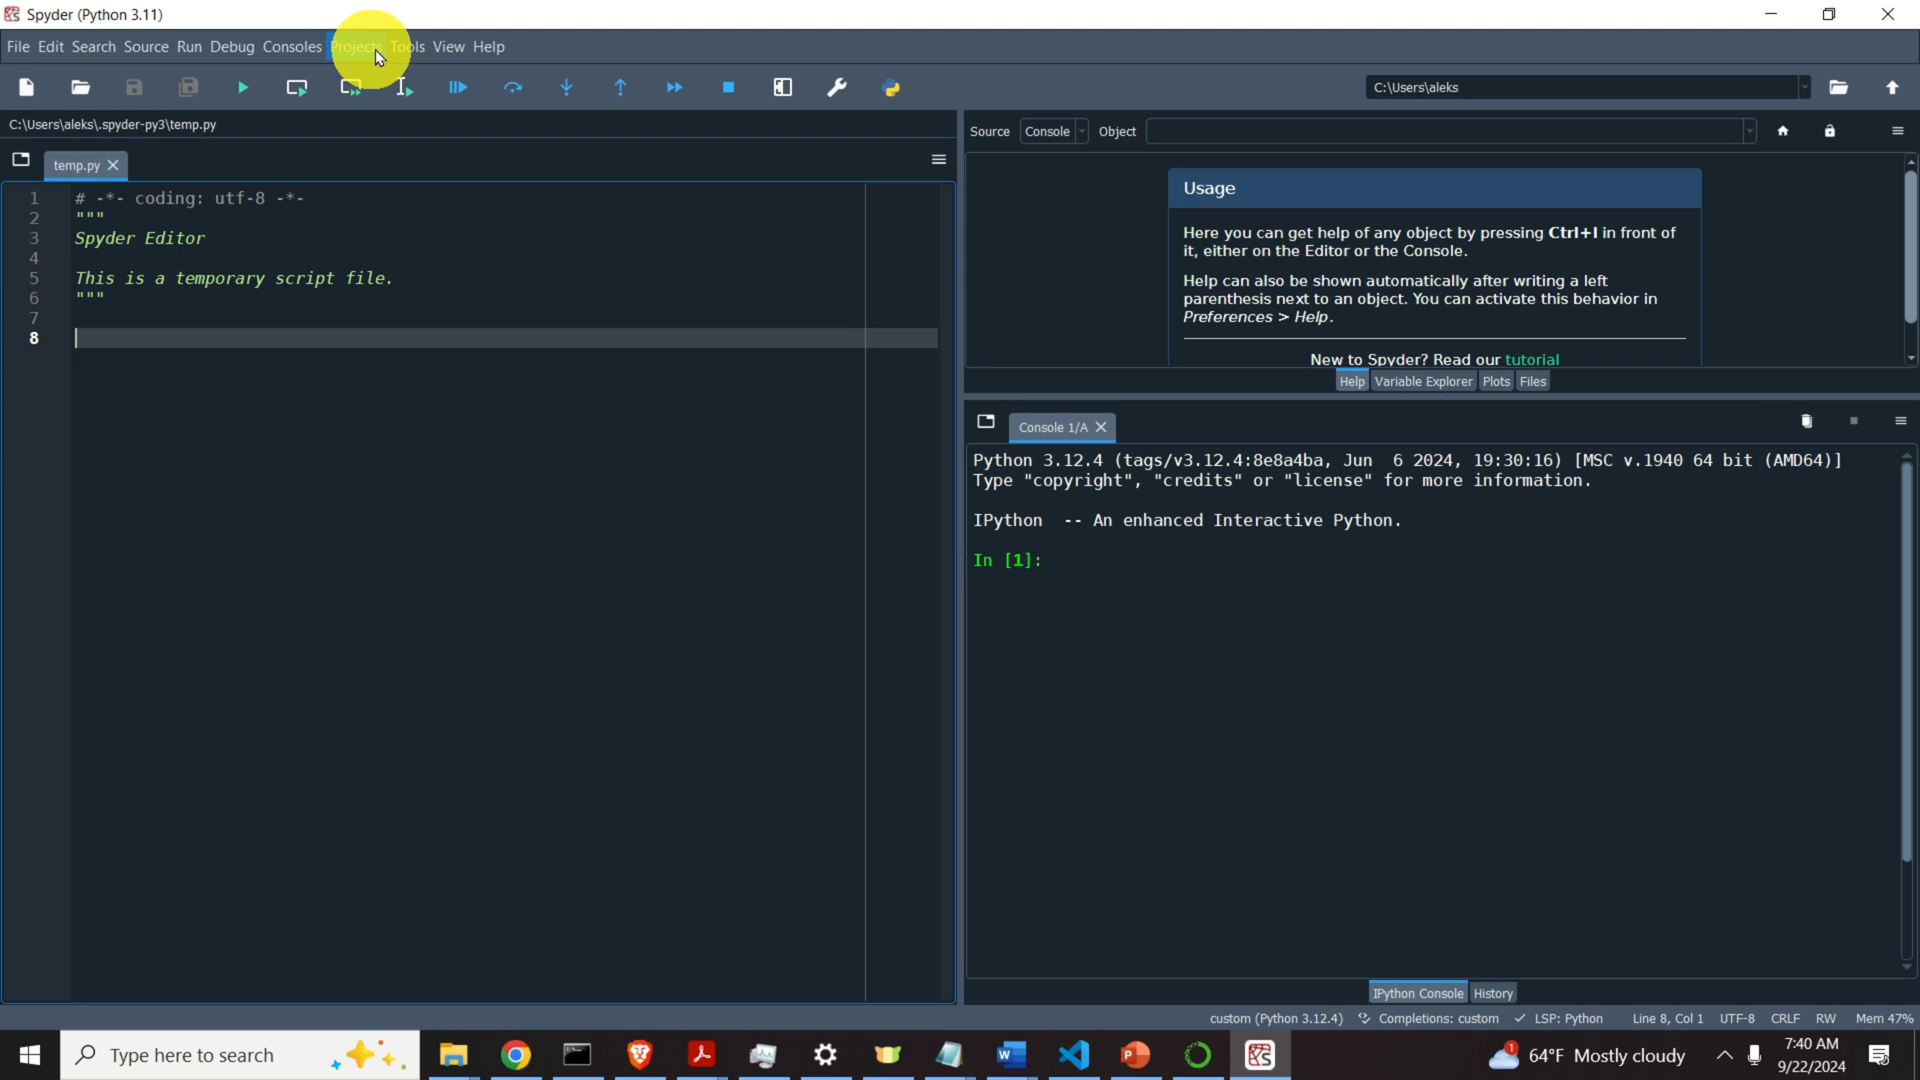 Spyder (Python 3.11)
File Edit Search Source Run Debug Consoles Projects Tools View Help
C:\Users\aleks
C:\Users\aleks\.spyder-py3\temp.py
temp.py
1 # -*- coding: utf-8 -*-
2 """
3 Spyder Editor
4
5 This is a temporary script file.
6 """
7
8
Source Console Object
Usage
Here you can get help of any object by pressing Ctrl+I in front of
it, either on the Editor or the Console.
Help can also be shown automatically after writing a left
parenthesis next to an object. You can activate this behavior in
Preferences > Help.
New to Spyder? Read our tutorial
Help Variable Explorer Plots Files
Console 1/A
Python 3.12.4 (tags/v3.12.4:8e8a4ba, Jun  6 2024, 19:30:16) [MSC v.1940 64 bit (AMD64)]
Type "copyright", "credits" or "license" for more information.
IPython  -- An enhanced Interactive Python.
In [1]:
IPython Console History
custom (Python 3.12.4) Completions: custom LSP: Python Line 8, Col 1 UTF-8 CRLF RW Mem 47%
Type here to search
1 64°F Mostly cloudy
7:40 AM
9/22/2024